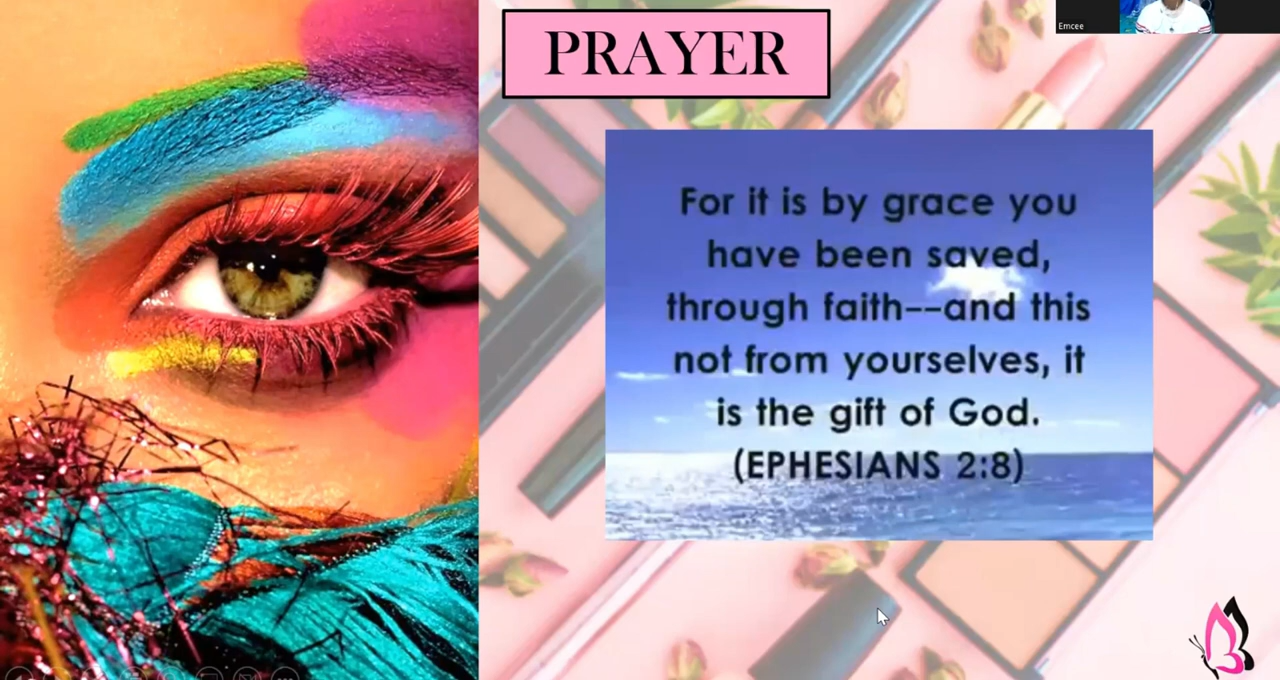 PRAYER
Emcee
For it is by grace you
have been saved,
through faith--and this
not from yourselves, it
is the gift of God.
(EPHESIANS 2:8)